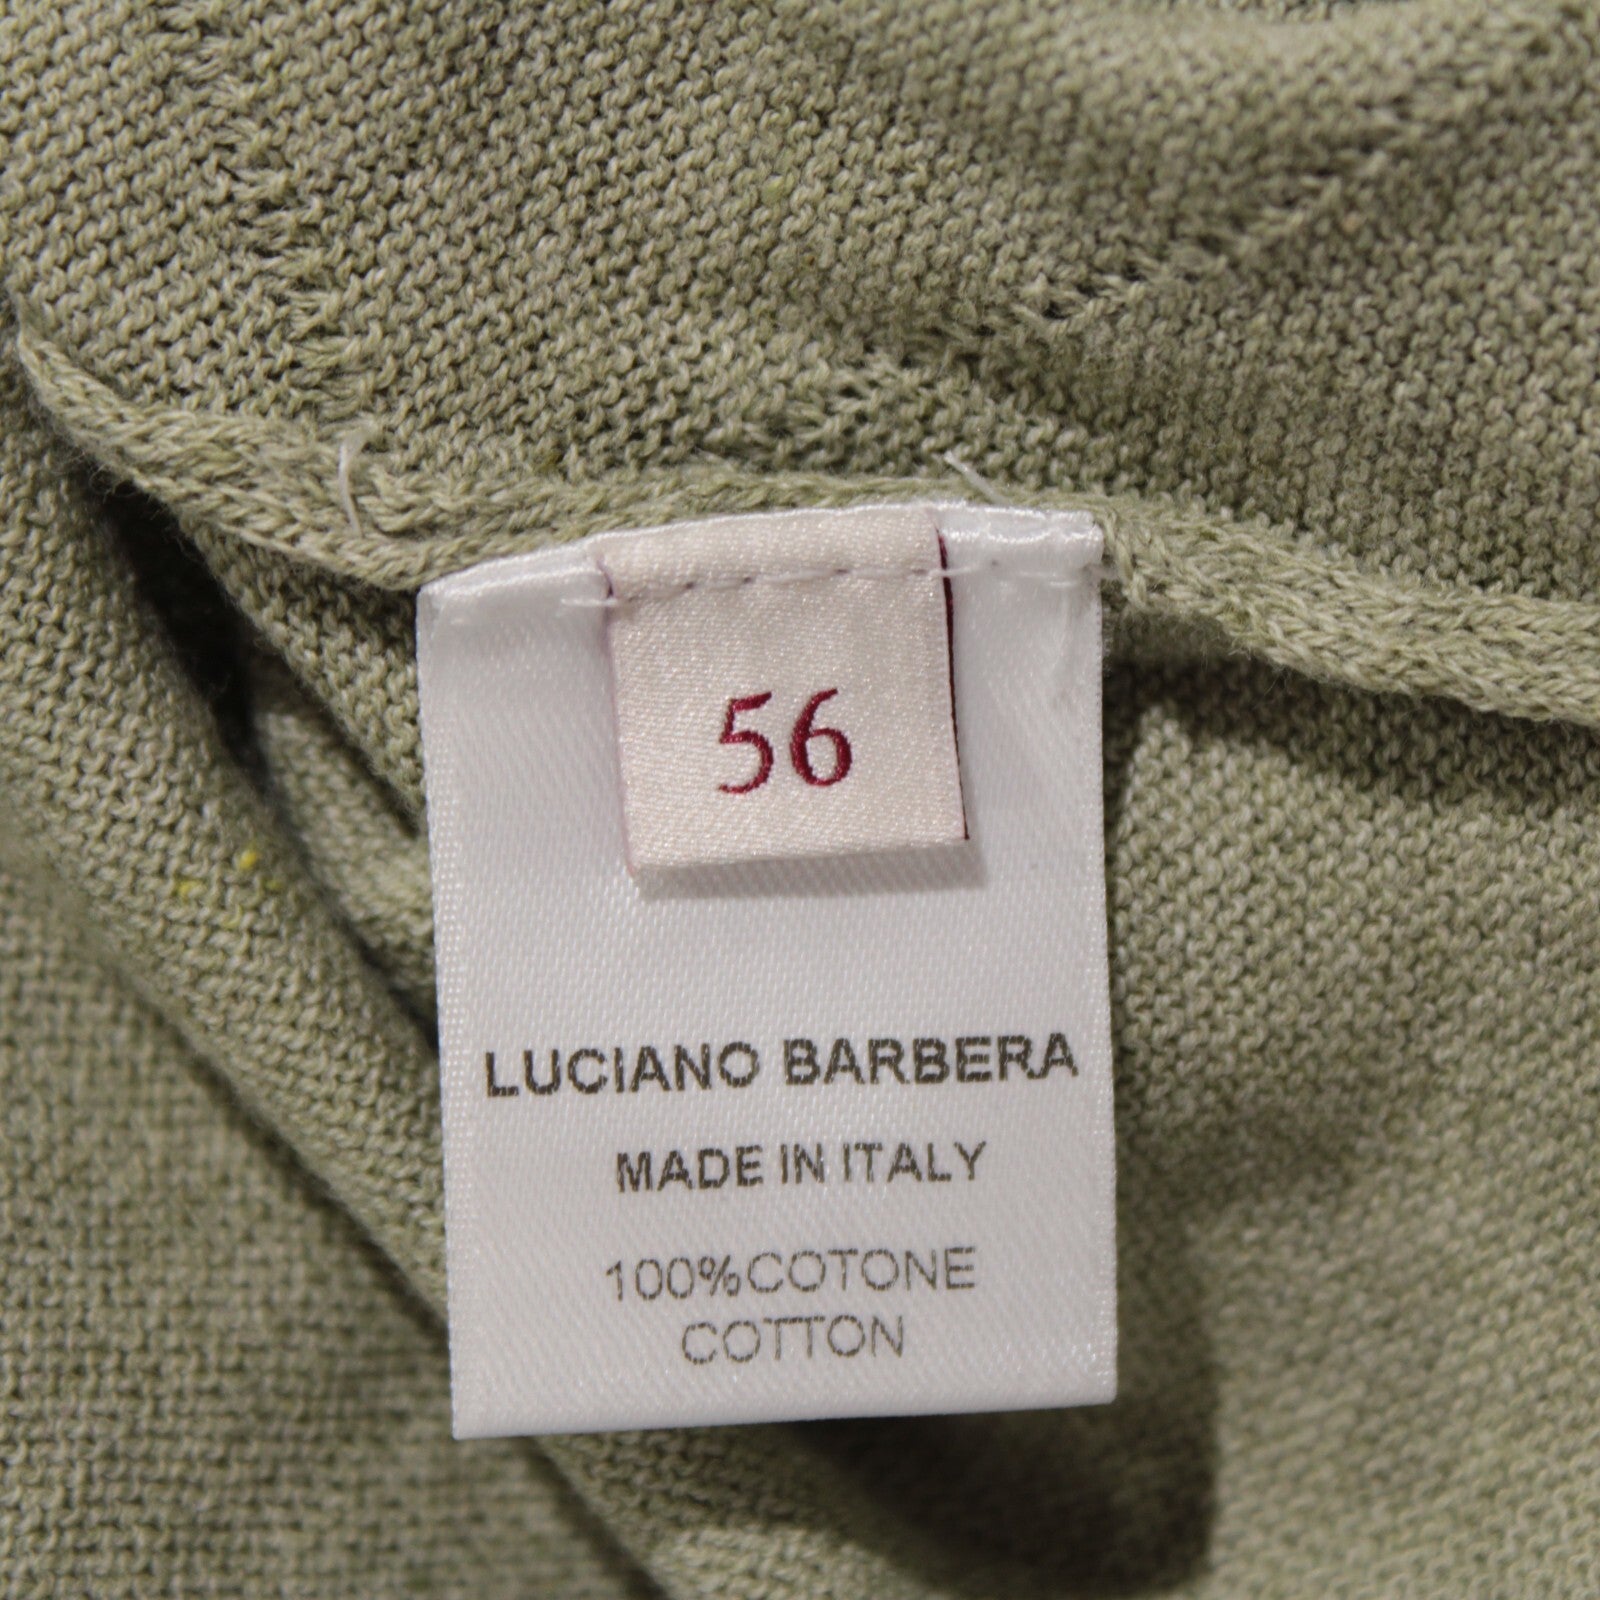 56
LUCIANO BARBERA
MADE IN ITALY
100%COTONE
COTTON